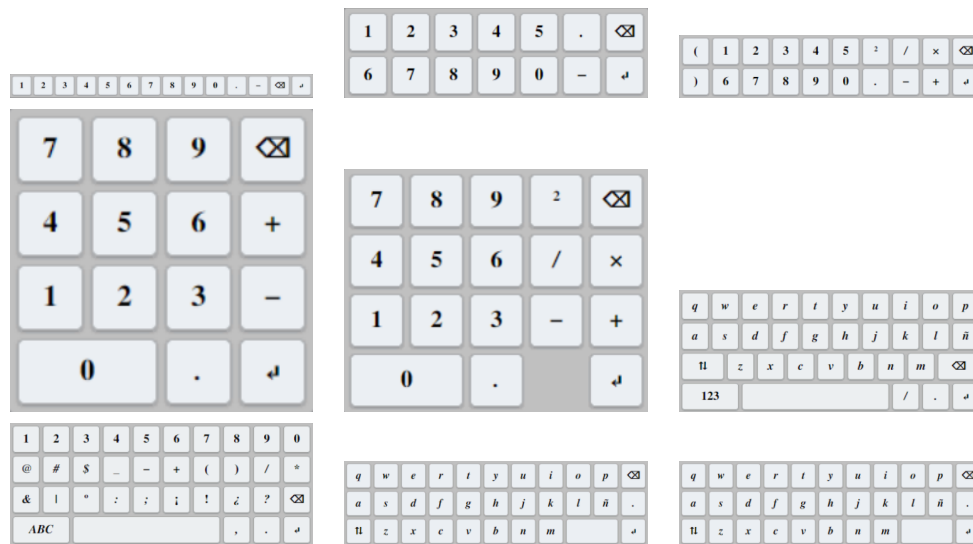 1 2 3 4 5 6 7 8 9 0 . − ⌫ ↲
1 2 3 4 5 . ⌫
6 7 8 9 0 − ↲
( 1 2 3 4 5 ² / × ⌫
) 6 7 8 9 0 . − + ↲
7 8 9 ⌫
4 5 6 +
1 2 3 −
0 . ↲
7 8 9 ² ⌫
4 5 6 / ×
1 2 3 − +
0 . ↲
q w e r t y u i o p
a s d f g h j k l ñ
⇅ z x c v b n m ⌫
123 / . ↲
1 2 3 4 5 6 7 8 9 0
@ # $ _ − + ( ) / *
& | ° : ; ¡ ! ¿ ? ⌫
ABC , . ↲
q w e r t y u i o p ⌫
a s d f g h j k l ñ .
⇅ z x c v b n m ↲
q w e r t y u i o p ⌫
a s d f g h j k l ñ .
⇅ z x c v b n m ↲